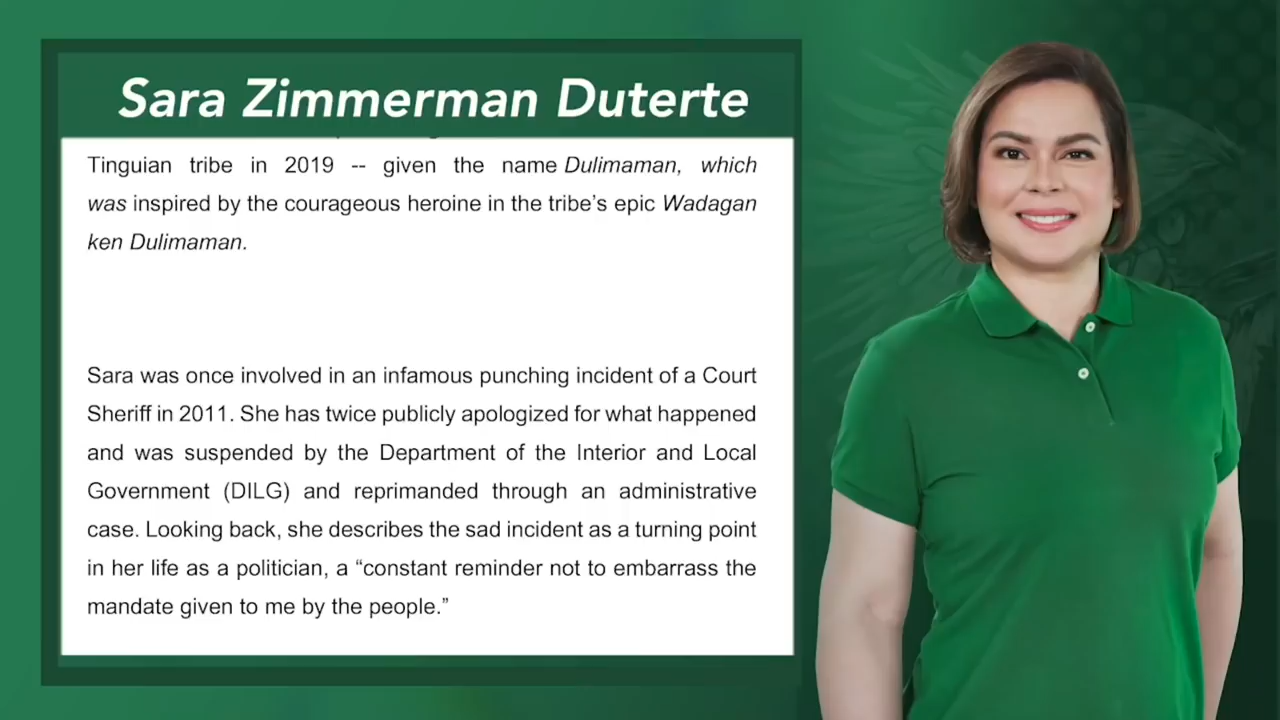 Sara Zimmerman Duterte
Tinguian tribe in 2019 -- given the name Dulimaman, which
was inspired by the courageous heroine in the tribe's epic Wadagan
ken Dulimaman.
Sara was once involved in an infamous punching incident of a Court
Sheriff in 2011. She has twice publicly apologized for what happened
and was suspended by the Department of the Interior and Local
Government (DILG) and reprimanded through an administrative
case. Looking back, she describes the sad incident as a turning point
in her life as a politician, a “constant reminder not to embarrass the
mandate given to me by the people.”